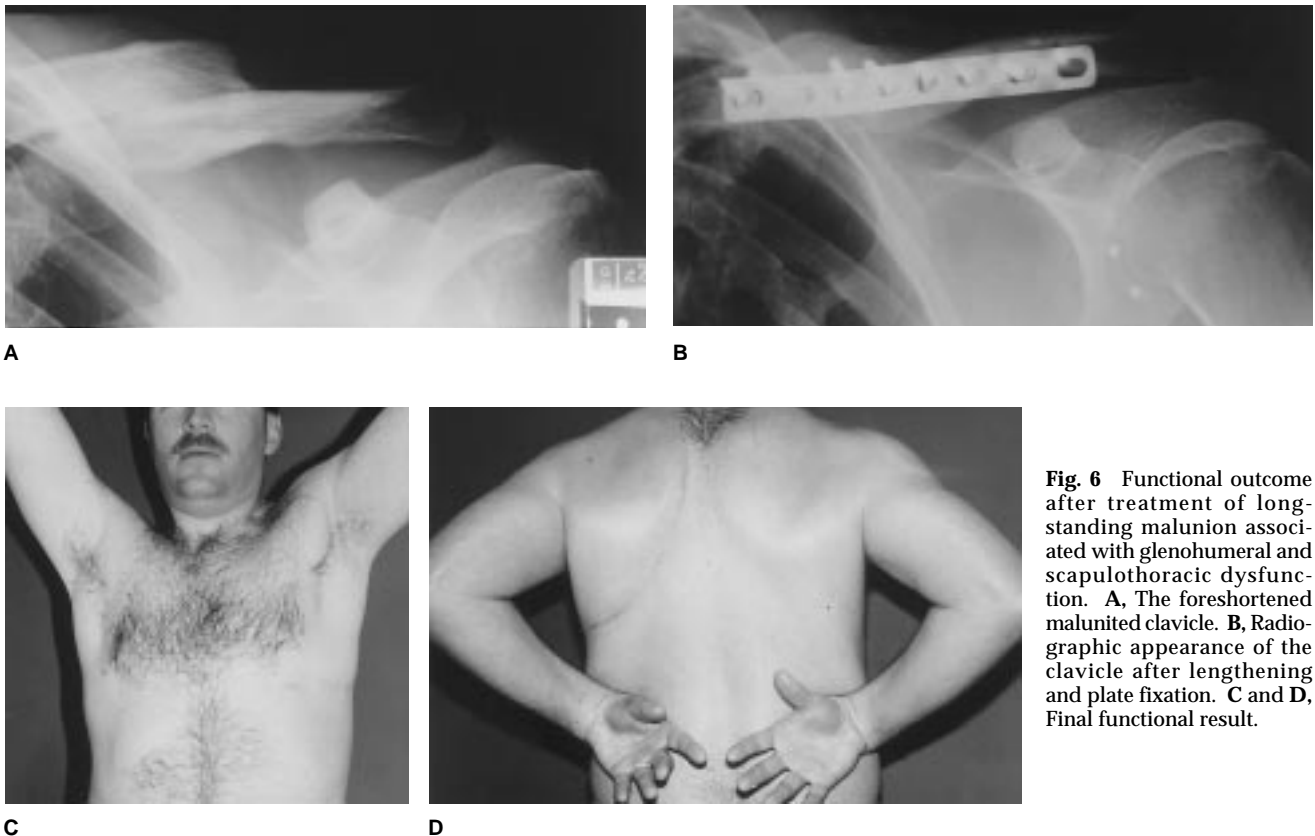 A
B
C
D
Fig. 6 Functional outcome
after treatment of long-
standing malunion associ-
ated with glenohumeral and
scapulothoracic dysfunc-
tion. A, The foreshortened
malunited clavicle. B, Radio-
graphic appearance of the
clavicle after lengthening
and plate fixation. C and D,
Final functional result.